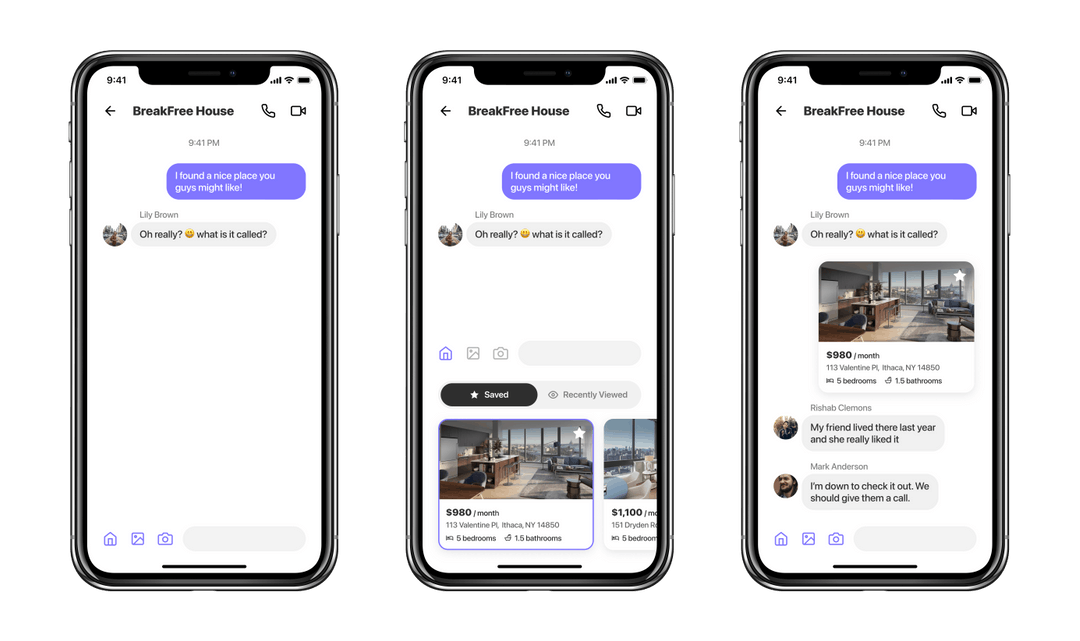 9:41
BreakFree House
9:41 PM
I found a nice place you
guys might like!
Lily Brown
Oh really? 😃 what is it called?
9:41
BreakFree House
9:41 PM
I found a nice place you
guys might like!
Lily Brown
Oh really? 😃 what is it called?
Saved
Recently Viewed
$980 / month
113 Valentine Pl, Ithaca, NY 14850
5 bedrooms 1.5 bathrooms
$1,100 / mo
151 Dryden R
5 bedroom
9:41
BreakFree House
9:41 PM
I found a nice place you
guys might like!
Lily Brown
Oh really? 😃 what is it called?
$980 / month
113 Valentine Pl, Ithaca, NY 14850
5 bedrooms 1.5 bathrooms
Rishab Clemons
My friend lived there last year
and she really liked it
Mark Anderson
I'm down to check it out. We
should give them a call.